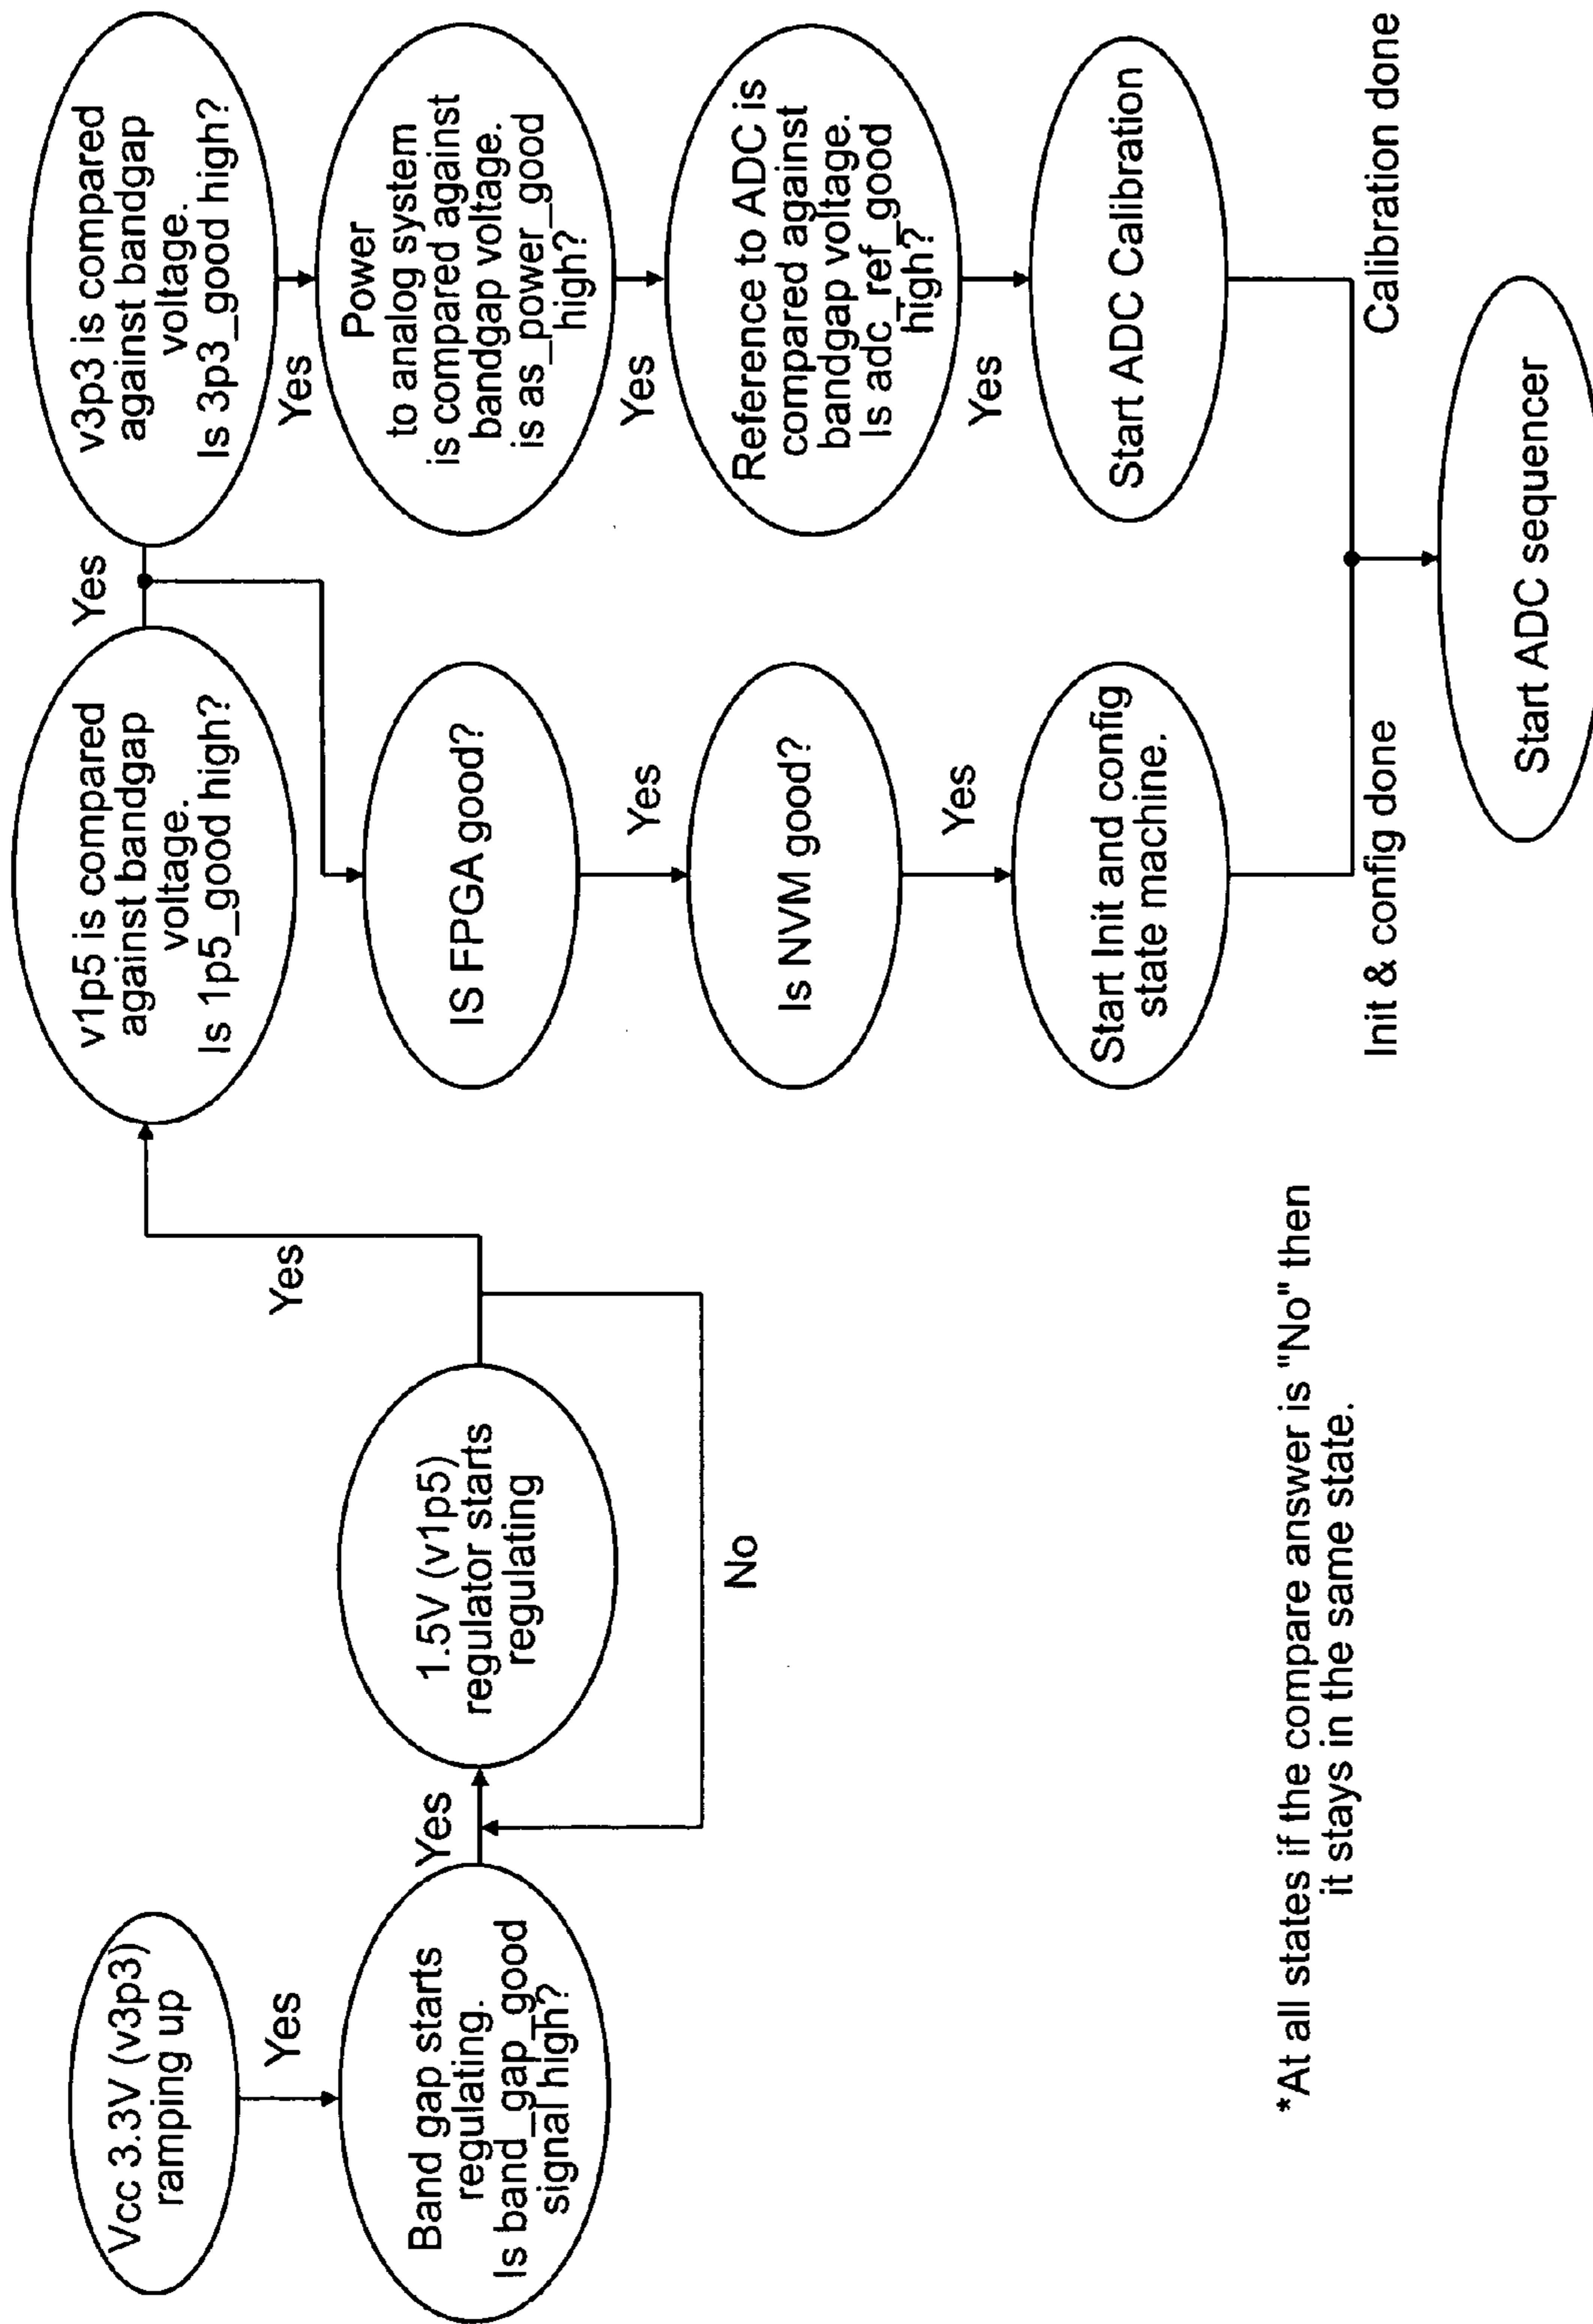 Vcc 3.3V (v3p3)
ramping up
Yes
Band gap starts
regulating.
Is band_gap_good
signal high?
Yes
1.5V (v1p5)
regulator starts
regulating
No
Yes
v1p5 is compared
against bandgap
voltage.
Is 1p5_good high?
Yes
IS FPGA good?
Yes
Is NVM good?
Yes
Start Init and config
state machine.
Init & config done
v3p3 is compared
against bandgap
voltage.
Is 3p3_good high?
Yes
Power
to analog system
is compared against
bandgap voltage.
is as_power_good
high?
Yes
Reference to ADC is
compared against
bandgap voltage.
Is adc_ref_good
high?
Yes
Start ADC Calibration
Calibration done
Start ADC sequencer
*At all states if the compare answer is "No" then
it stays in the same state.